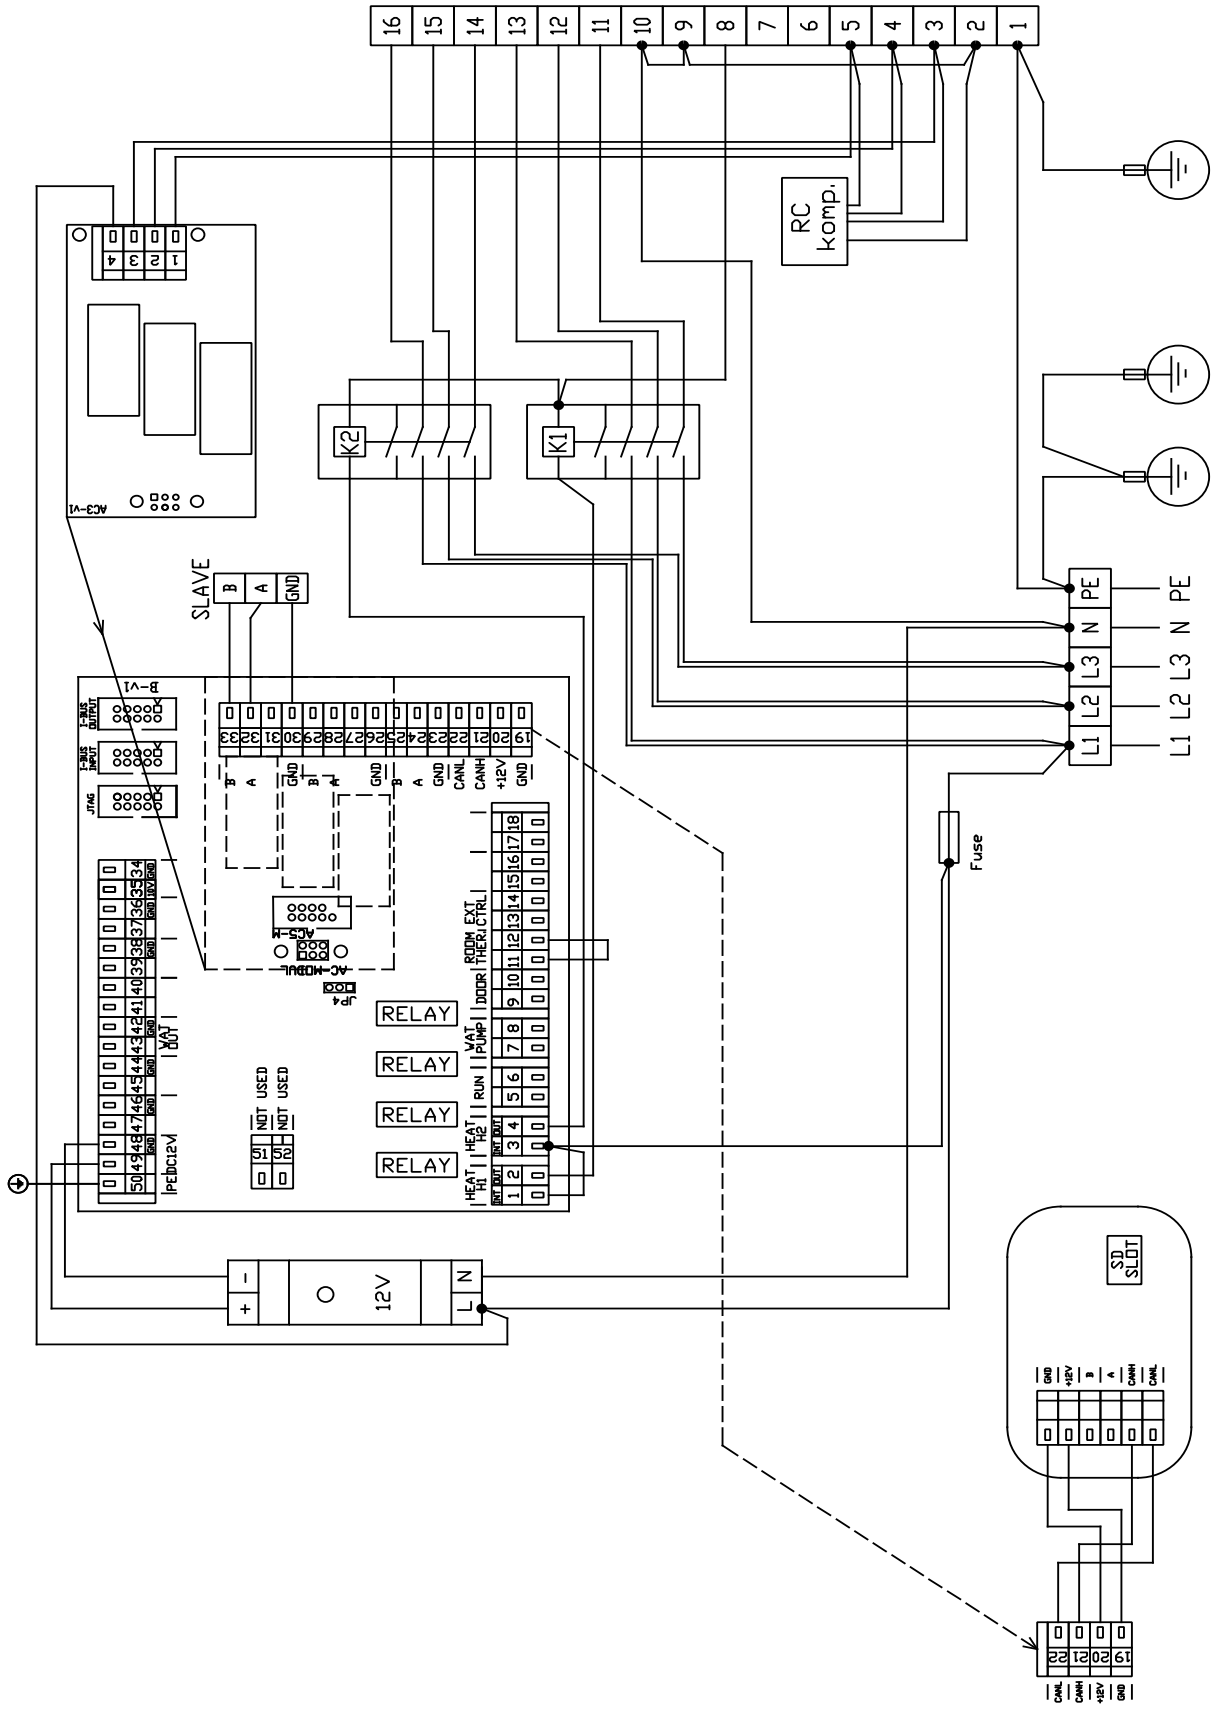 16 15 14 13 12 11 10 9 8 7 6 5 4 3 2 1
RC
komp.
4 3 2 1
AC3-v1
K2
K1
SLAVE
B
A
GND
PE N L3 L2 L1
PE N L3 L2 L1
Fuse
B-v1
I-BUS
OUTPUT
I-BUS
INPUT
JTAG
33 32 31 30 29 28 27 26 25 24 23 22 21 20 19
B A GND B A GND B A GND CANL CANH +12V GND
34 35 36 37 38 39 40 41 42 43 44 45 46 47 48 49 50
GND 10V GND GND GND GND GND GND
WAT
OUT
DC12V
PE
AC5-M
AC-MODUL
JP4
RELAY
RELAY
RELAY
RELAY
51 NOT USED
52 NOT USED
18 17 16 15 14 13 12 11 10 9 8 7 6 5 4 3 2 1
EXT
CTRL
ROOM
THER.
DOOR
WAT
PUMP
RUN
HEAT
H2
OUT
INT
HEAT
H1
OUT
INT
- +
12V
N L
SD
SLOT
GND
+12V
B
A
CANH
CANL
22 21 20 19
CANL
CANH
+12V
GND